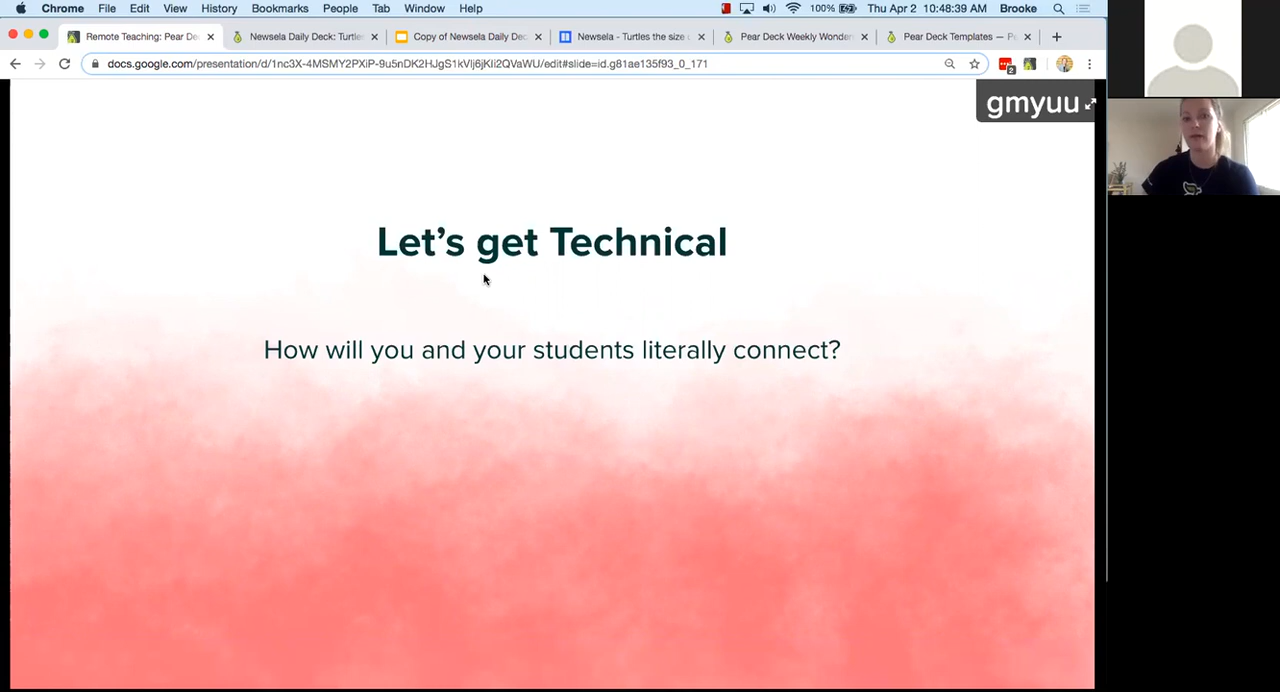 Chrome File Edit View History Bookmarks People Tab Window Help 100% Thu Apr 2 10:48:39 AM Brooke
Remote Teaching: Pear De Newsela Daily Deck: Turtle Copy of Newsela Daily Dec Newsela - Turtles the size Pear Deck Weekly Wonder Pear Deck Templates —
docs.google.com/presentation/d/1nc3X-4MSMY2PXiP-9u5nDK2HJgS1kVlj6jKli2QVaWU/edit#slide=id.g81ae135f93_0_171 2
gmyuu
Let's get Technical
How will you and your students literally connect?